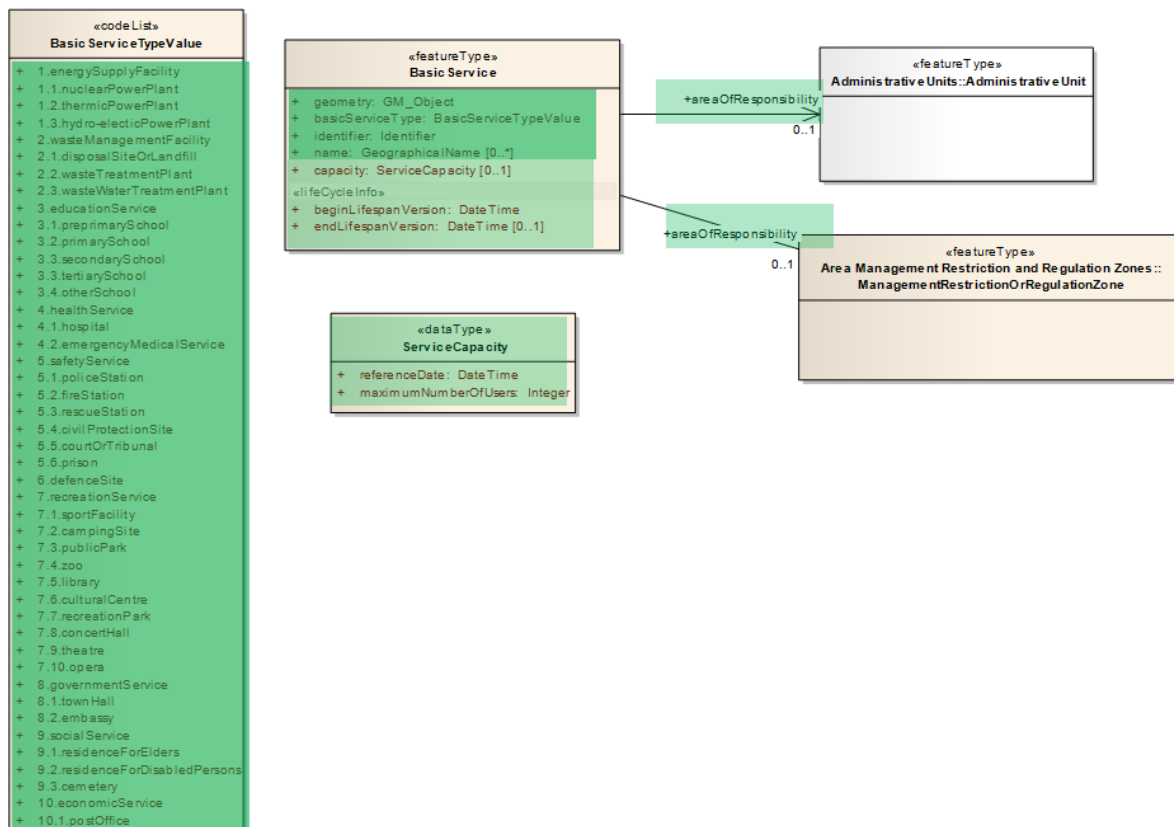 «codeList»
BasicServiceTypeValue
+ 1.energySupplyFacility
+ 1.1.nuclearPowerPlant
+ 1.2.thermicPowerPlant
+ 1.3.hydro-electicPowerPlant
+ 2.wasteManagementFacility
+ 2.1.disposalSiteOrLandfill
+ 2.2.wasteTreatmentPlant
+ 2.3.wasteWaterTreatmentPlant
+ 3.educationService
+ 3.1.preprimarySchool
+ 3.2.primarySchool
+ 3.3.secondarySchool
+ 3.3.tertiarySchool
+ 3.4.otherSchool
+ 4.healthService
+ 4.1.hospital
+ 4.2.emergencyMedicalService
+ 5.safetyService
+ 5.1.policeStation
+ 5.2.fireStation
+ 5.3.rescueStation
+ 5.4.civilProtectionSite
+ 5.5.courtOrTribunal
+ 5.6.prison
+ 6.defenceSite
+ 7.recreationService
+ 7.1.sportFacility
+ 7.2.campingSite
+ 7.3.publicPark
+ 7.4.zoo
+ 7.5.library
+ 7.6.culturalCentre
+ 7.7.recreationPark
+ 7.8.concertHall
+ 7.9.theatre
+ 7.10.opera
+ 8.governmentService
+ 8.1.townHall
+ 8.2.embassy
+ 9.socialService
+ 9.1.residenceForElders
+ 9.2.residenceForDisabledPersons
+ 9.3.cemetery
+ 10.economicService
+ 10.1.postOffice
«featureType»
BasicService
+ geometry: GM_Object
+ basicServiceType: BasicServiceTypeValue
+ identifier: Identifier
+ name: GeographicalName [0..*]
+ capacity: ServiceCapacity [0..1]
«lifeCycleInfo»
+ beginLifespanVersion: DateTime
+ endLifespanVersion: DateTime [0..1]
+areaOfResponsibility
0..1
«featureType»
AdministrativeUnits::AdministrativeUnit
+areaOfResponsibility
0..1
«featureType»
Area Management Restriction and Regulation Zones::
ManagementRestrictionOrRegulationZone
«dataType»
ServiceCapacity
+ referenceDate: DateTime
+ maximumNumberOfUsers: Integer